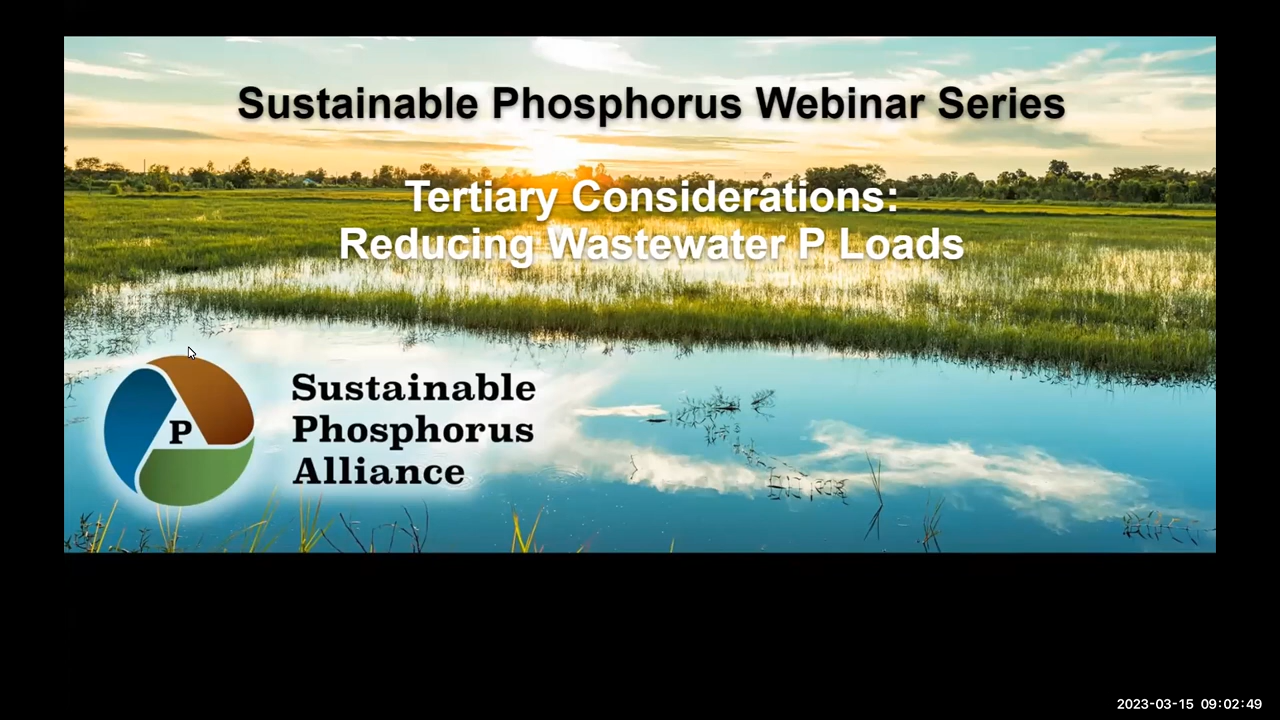 Sustainable Phosphorus Webinar Series
Tertiary Considerations:
Reducing Wastewater P Loads
P
Sustainable
Phosphorus
Alliance
2023-03-15 09:02:49